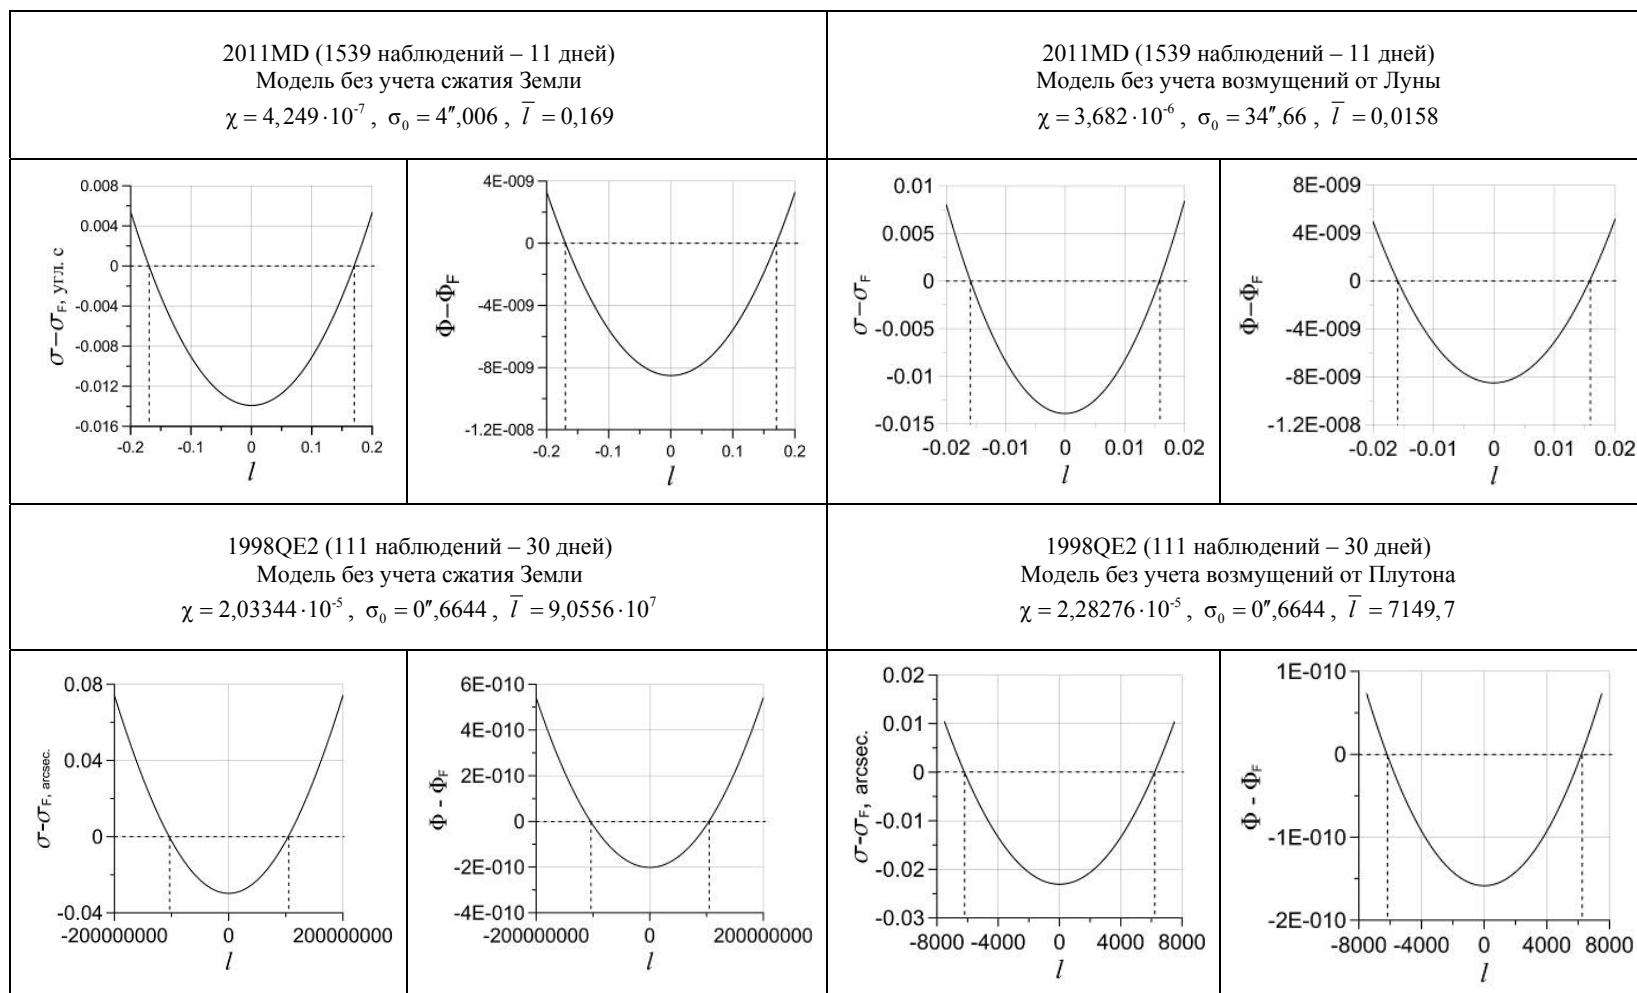 2011MD (1539 наблюдений – 11 дней)
Модель без учета сжатия Земли
χ = 4,249·10⁻⁷ , σ₀ = 4″,006 , l̅ = 0,169
2011MD (1539 наблюдений – 11 дней)
Модель без учета возмущений от Луны
χ = 3,682·10⁻⁶ , σ₀ = 34″,66 , l̅ = 0,0158
0.008
0.004
0
-0.004
-0.008
-0.012
-0.016
σ–σF, угл. с
-0.2 -0.1 0 0.1 0.2
l
4E-009
0
-4E-009
-8E-009
-1.2E-008
Φ–ΦF
-0.2 -0.1 0 0.1 0.2
l
0.01
0.005
0
-0.005
-0.01
-0.015
σ–σF
-0.02 -0.01 0 0.01 0.02
l
8E-009
4E-009
0
-4E-009
-8E-009
-1.2E-008
Φ–ΦF
-0.02 -0.01 0 0.01 0.02
l
1998QE2 (111 наблюдений – 30 дней)
Модель без учета сжатия Земли
χ = 2,03344·10⁻⁵ , σ₀ = 0″,6644 , l̅ = 9,0556·10⁷
1998QE2 (111 наблюдений – 30 дней)
Модель без учета возмущений от Плутона
χ = 2,28276·10⁻⁵ , σ₀ = 0″,6644 , l̅ = 7149,7
0.08
0.04
0
-0.04
σ-σF, arcsec.
-200000000 0 200000000
l
6E-010
4E-010
2E-010
0
-2E-010
-4E-010
Φ - ΦF
-200000000 0 200000000
l
0.02
0.01
0
-0.01
-0.02
-0.03
σ-σF, arcsec.
-8000 -4000 0 4000 8000
l
1E-010
0
-1E-010
-2E-010
Φ - ΦF
-8000 -4000 0 4000 8000
l